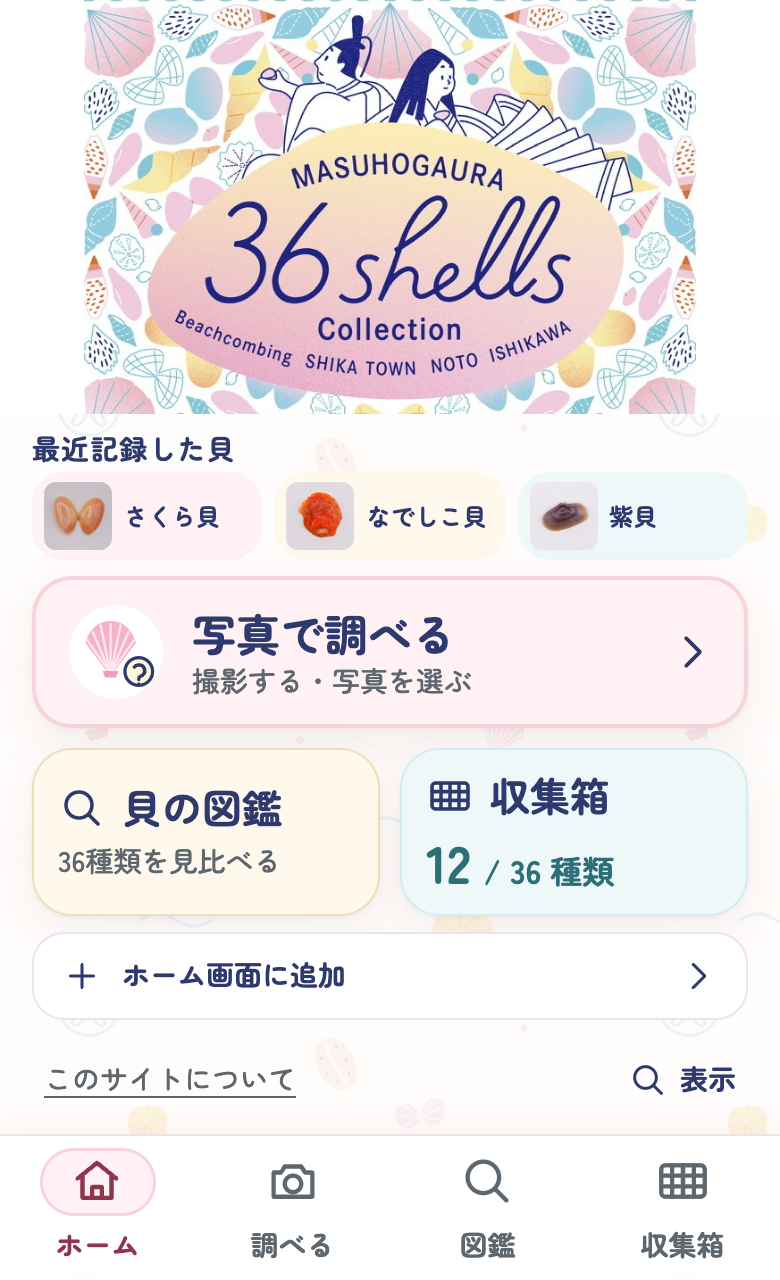 MASUHOGAURA
36 shells
Collection
Beachcombing SHIKA TOWN NOTO ISHIKAWA
最近記録した貝
さくら貝
なでしこ貝
紫貝
写真で調べる
撮影する・写真を選ぶ
貝の図鑑
36種類を見比べる
収集箱
12 / 36 種類
ホーム画面に追加
このサイトについて
表示
ホーム
調べる
図鑑
収集箱